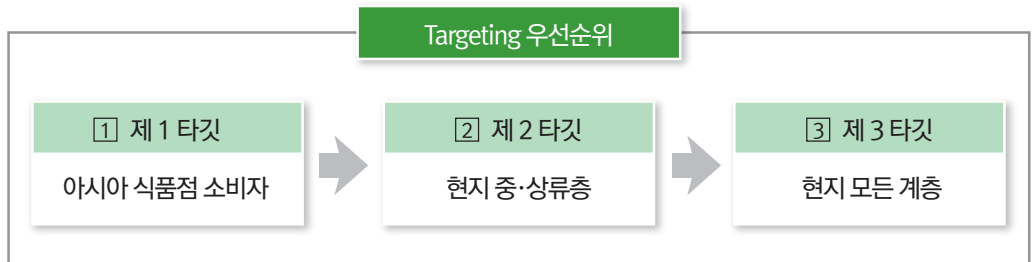 Targeting 우선순위
1 제 1 타깃
아시아 식품점 소비자
2 제 2 타깃
현지 중·상류층
3 제 3 타깃
현지 모든 계층